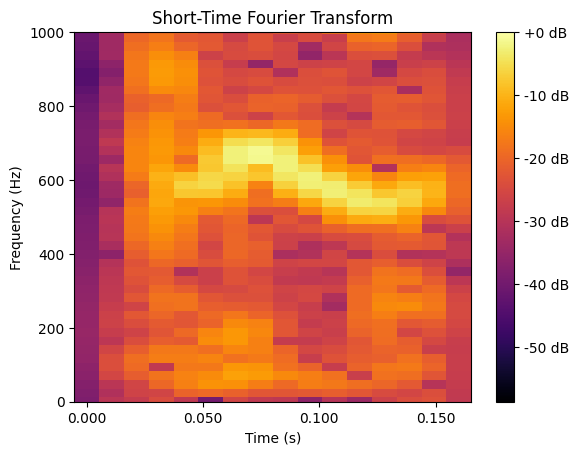 Short-Time Fourier Transform
1000
800
600
400
200
0
Frequency (Hz)
0.000
0.050
0.100
0.150
Time (s)
+0 dB
-10 dB
-20 dB
-30 dB
-40 dB
-50 dB